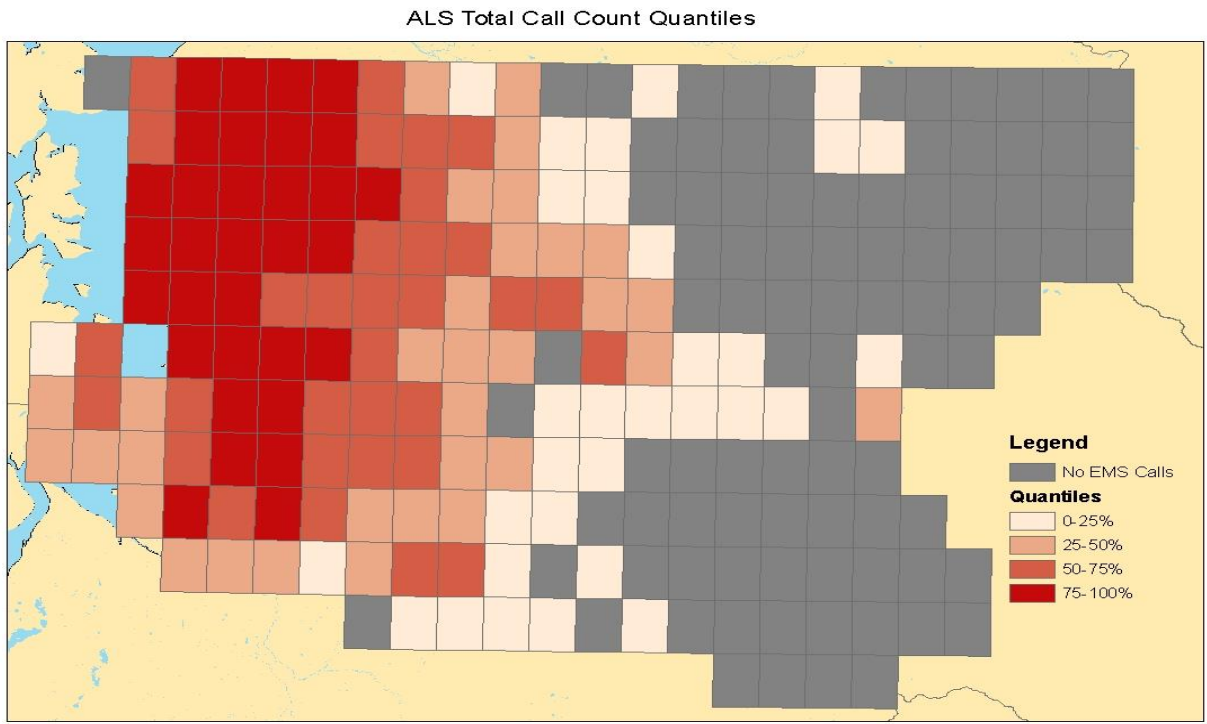 ALS Total Call Count Quantiles
Legend
No EMS Calls
Quantiles
0-25%
25-50%
50-75%
75-100%